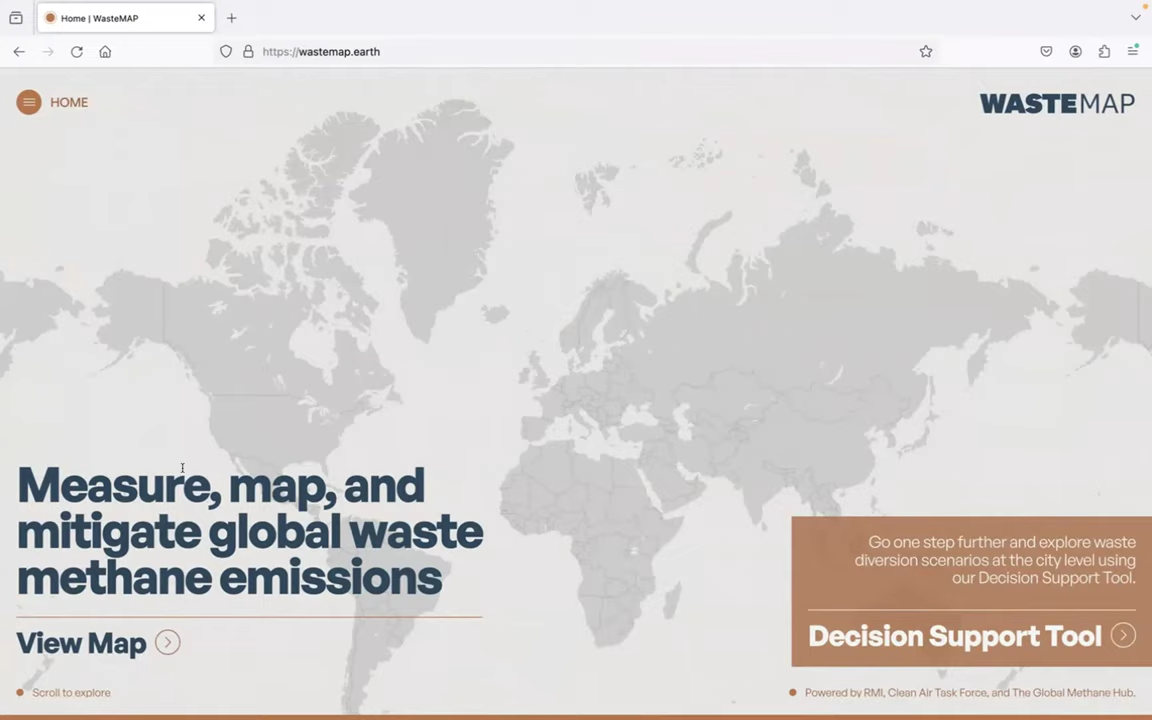 Home | WasteMAP
https://wastemap.earth
HOME
WASTEMAP
Measure, map, and
mitigate global waste
methane emissions
View Map
Scroll to explore
Go one step further and explore waste
diversion scenarios at the city level using
our Decision Support Tool.
Decision Support Tool
Powered by RMI, Clean Air Task Force, and The Global Methane Hub.